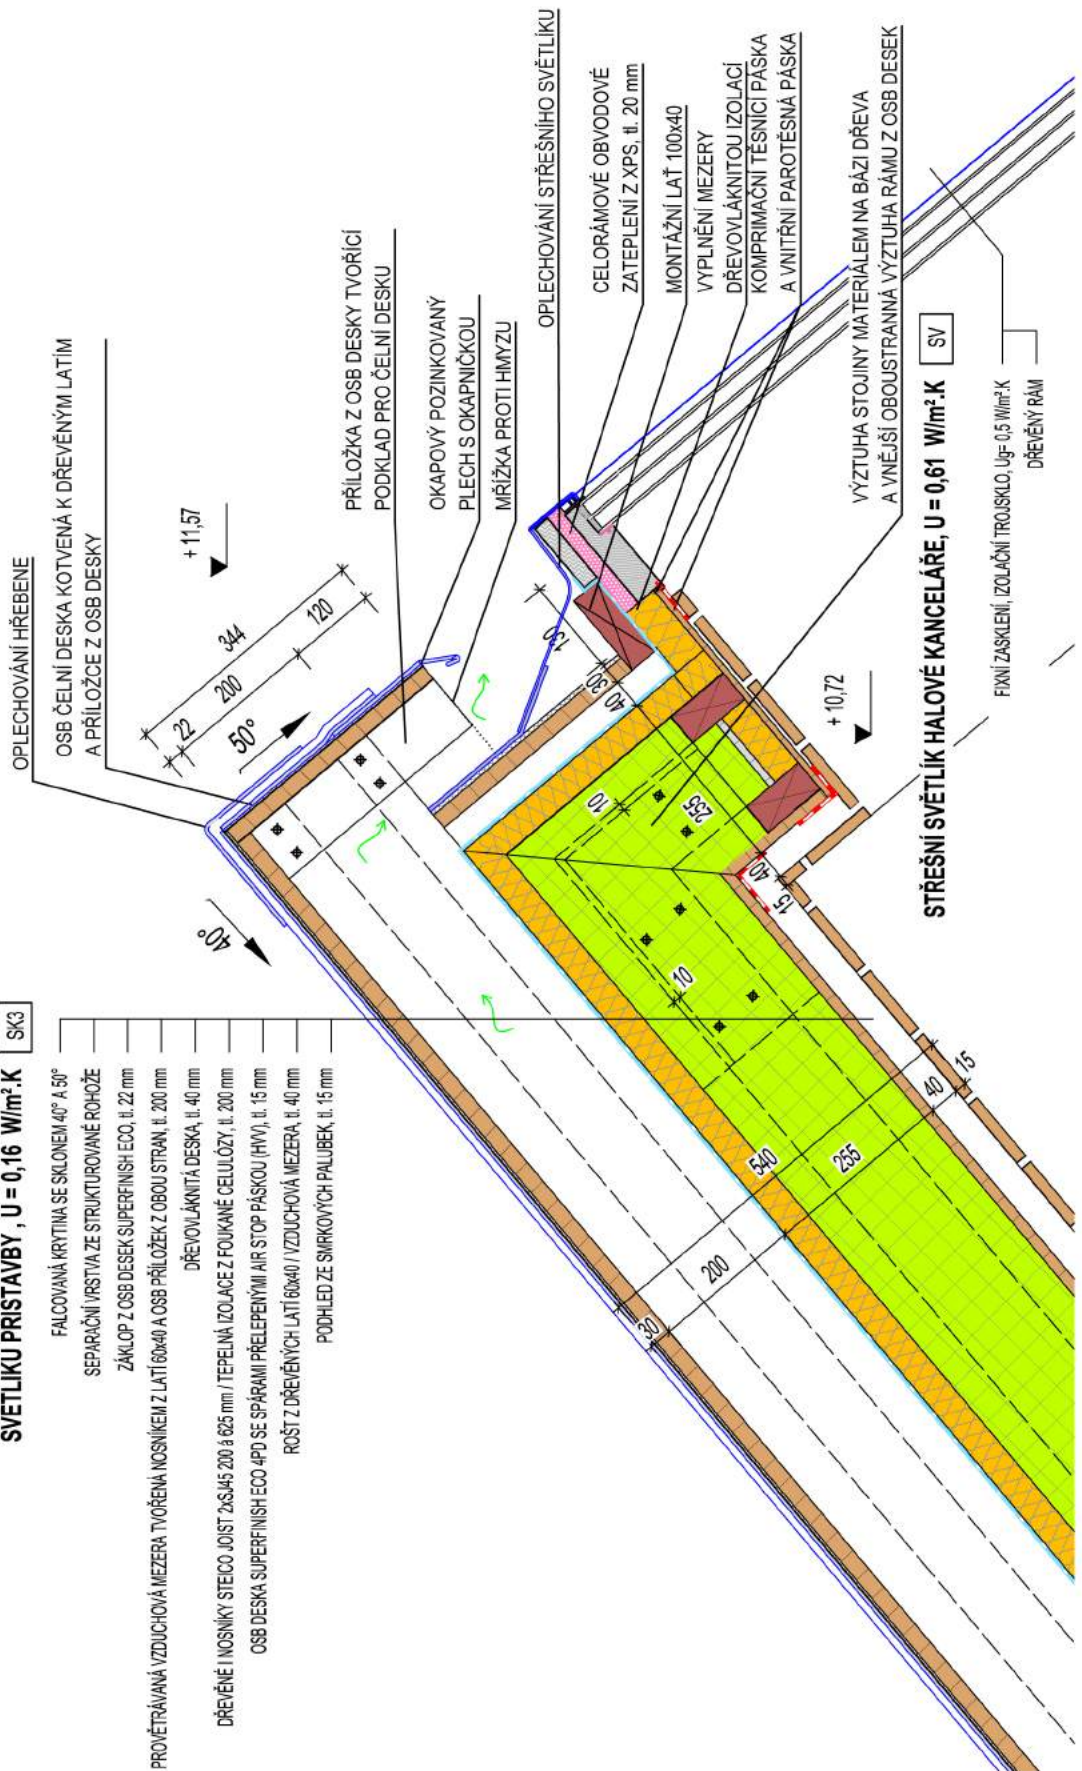 SVĚTLÍKU PŘÍSTAVBY , U = 0,16 W/m².K
SK3
FALCOVANÁ KRYTINA SE SKLONEM 40° A 50°
SEPARAČNÍ VRSTVA ZE STRUKTUROVANÉ ROHOŽE
ZÁKLOP Z OSB DESEK SUPERFINISH ECO, tl. 22 mm
PROVĚTRÁVANÁ VZDUCHOVÁ MEZERA TVOŘENÁ NOSNÍKEM Z LATÍ 60x40 A OSB PŘÍLOŽEK Z OBOU STRAN, tl. 200 mm
DŘEVOVLÁKNITÁ DESKA, tl. 40 mm
DŘEVĚNÉ I NOSNÍKY STEICO JOIST 2xSJ45 200 á 625 mm / TEPELNÁ IZOLACE Z FOUKANÉ CELULÓZY, tl. 200 mm
OSB DESKA SUPERFINISH ECO 4PD SE SPÁRAMI PŘELEPENÝMI AIR STOP PÁSKOU (HVV), tl. 15 mm
ROŠT Z DŘEVĚNÝCH LATÍ 60x40 / VZDUCHOVÁ MEZERA, tl. 40 mm
PODHLED ZE SMRKOVÝCH PALUBEK, tl. 15 mm
OPLECHOVÁNÍ HŘEBENE
OSB ČELNÍ DESKA KOTVENÁ K DŘEVĚNÝM LATÍM
A PŘÍLOŽCE Z OSB DESKY
+ 11,57
344
22
200
120
50°
40°
PŘÍLOŽKA Z OSB DESKY TVOŘÍCÍ
PODKLAD PRO ČELNÍ DESKU
OKAPOVÝ POZINKOVANÝ
PLECH S OKAPNIČKOU
MŘÍŽKA PROTI HMYZU
OPLECHOVÁNÍ STŘEŠNÍHO SVĚTLÍKU
CELORÁMOVÉ OBVODOVÉ
ZATEPLENÍ Z XPS, tl. 20 mm
MONTÁŽNÍ LAŤ 100x40
VYPLNĚNÍ MEZERY
DŘEVOVLÁKNITOU IZOLACÍ
KOMPRIMAČNÍ TĚSNÍCÍ PÁSKA
A VNITŘNÍ PAROTĚSNÁ PÁSKA
VÝZTUHA STOJINY MATERIÁLEM NA BÁZI DŘEVA
A VNĚJŠÍ OBOUSTRANNÁ VÝZTUHA RÁMU Z OSB DESEK
130
30
40
10
255
40
15
10
+ 10,72
STŘEŠNÍ SVĚTLÍK HALOVÉ KANCELÁŘE, U = 0,61 W/m².K
SV
FIXNÍ ZASKLENÍ, IZOLAČNÍ TROJSKLO, Ug= 0,5 W/m².K
DŘEVĚNÝ RÁM
540
255
40
15
200
30